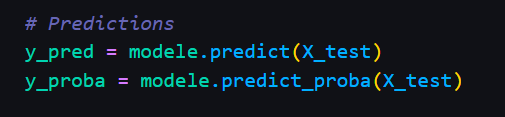 # Predictions
y_pred = modele.predict(X_test)
y_proba = modele.predict_proba(X_test)